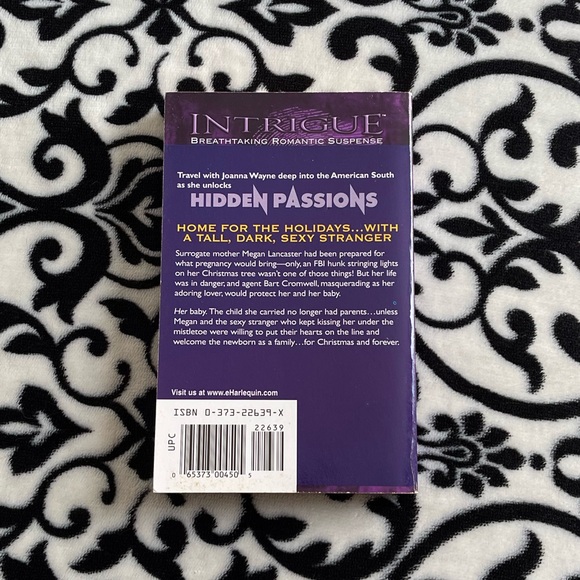 INTRIGUE™
BREATHTAKING ROMANTIC SUSPENSE
Travel with Joanna Wayne deep into the American South
as she unlocks
HIDDEN PASSIONS
HOME FOR THE HOLIDAYS...WITH
A TALL, DARK, SEXY STRANGER
Surrogate mother Megan Lancaster had been prepared for
what pregnancy would bring—only, an FBI hunk stringing lights
on her Christmas tree wasn't one of those things! But her life
was in danger, and agent Bart Cromwell, masquerading as her
adoring lover, would protect her and her baby.
Her baby. The child she carried no longer had parents...unless
Megan and the sexy stranger who kept kissing her under the
mistletoe were willing to put their hearts on the line and
welcome the newborn as a family...for Christmas and forever.
Visit us at www.eHarlequin.com
ISBN 0-373-22639-X
22639
UPC
0 65373 00450 5